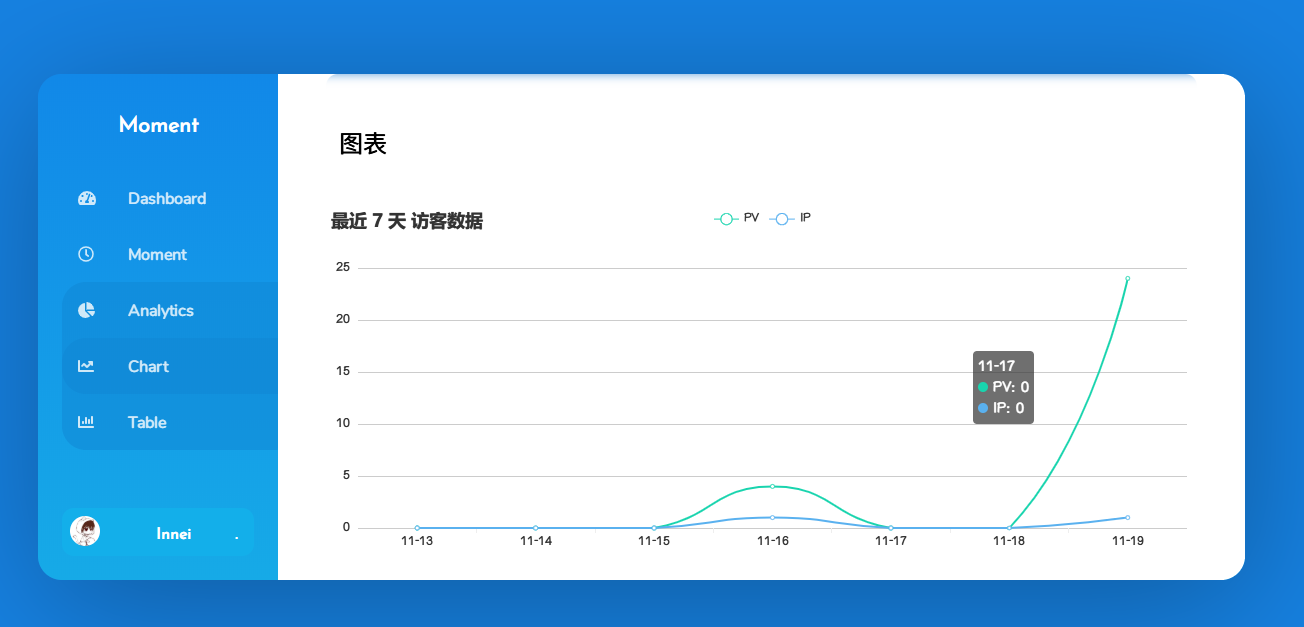 Moment
Dashboard
Moment
Analytics
Chart
Table
Innei .
图表
最近 7 天 访客数据
PV IP
25
20
15
10
5
0
11-17
PV: 0
IP: 0
11-13 11-14 11-15 11-16 11-17 11-18 11-19